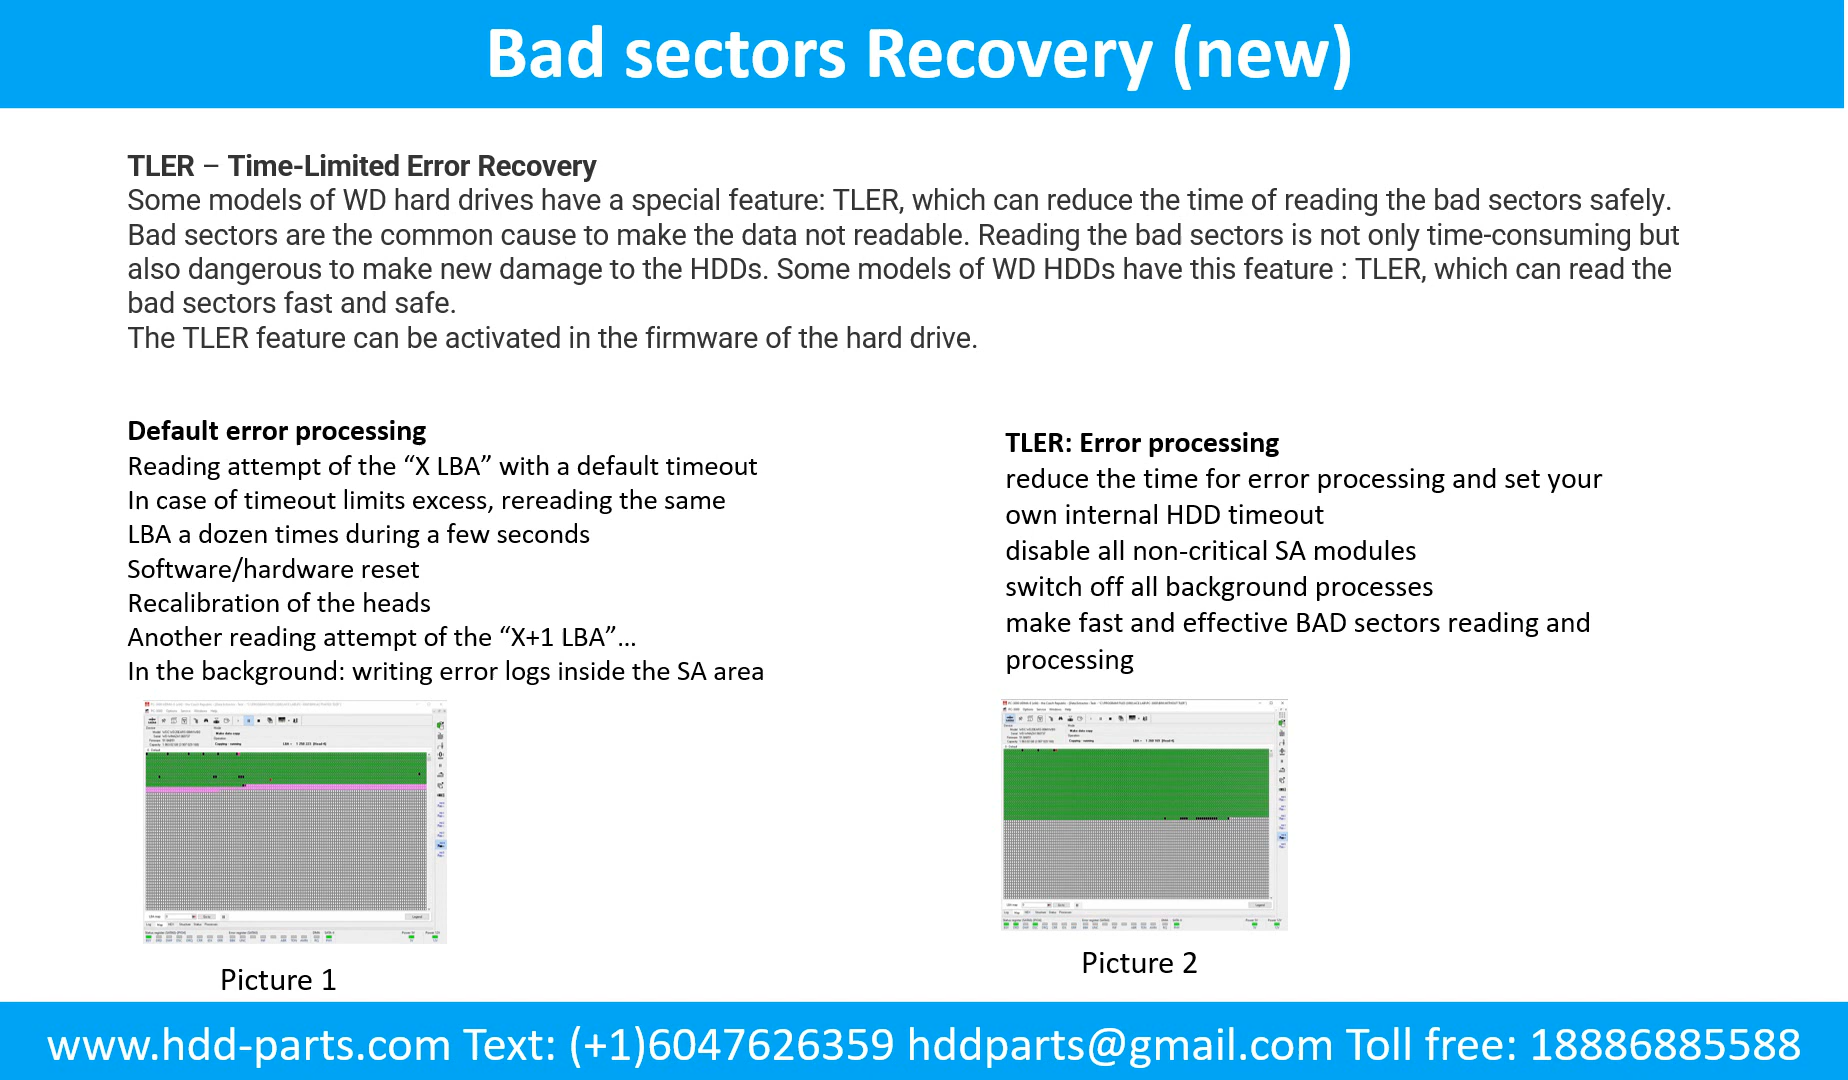 Bad sectors Recovery (new)
TLER – Time-Limited Error Recovery
Some models of WD hard drives have a special feature: TLER, which can reduce the time of reading the bad sectors safely.
Bad sectors are the common cause to make the data not readable. Reading the bad sectors is not only time-consuming but
also dangerous to make new damage to the HDDs. Some models of WD HDDs have this feature : TLER, which can read the
bad sectors fast and safe.
The TLER feature can be activated in the firmware of the hard drive.
Default error processing
Reading attempt of the “X LBA” with a default timeout
In case of timeout limits excess, rereading the same
LBA a dozen times during a few seconds
Software/hardware reset
Recalibration of the heads
Another reading attempt of the “X+1 LBA”…
In the background: writing error logs inside the SA area
Picture 1
TLER: Error processing
reduce the time for error processing and set your
own internal HDD timeout
disable all non-critical SA modules
switch off all background processes
make fast and effective BAD sectors reading and
processing
Picture 2
www.hdd-parts.com Text: (+1)6047626359 hddparts@gmail.com Toll free: 18886885588